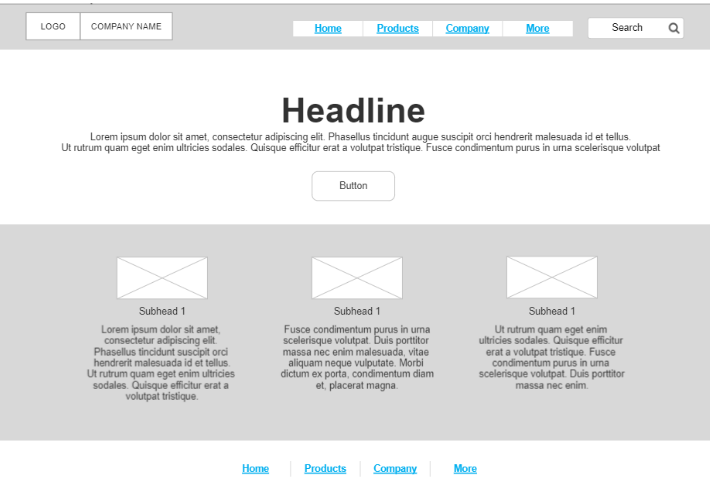 LOGO COMPANY NAME Home Products Company More Search
Headline
Lorem ipsum dolor sit amet, consectetur adipiscing elit. Phasellus tincidunt augue suscipit orci hendrerit malesuada id et tellus.
Ut rutrum quam eget enim ultricies sodales. Quisque efficitur erat a volutpat tristique. Fusce condimentum purus in urna scelerisque volutpat
Button
Subhead 1
Lorem ipsum dolor sit amet,
consectetur adipiscing elit.
Phasellus tincidunt suscipit orci
hendrerit malesuada id et tellus.
Ut rutrum quam eget enim ultricies
sodales. Quisque efficitur erat a
volutpat tristique.
Subhead 1
Fusce condimentum purus in urna
scelerisque volutpat. Duis porttitor
massa nec enim malesuada, vitae
aliquam neque vulputate. Morbi
dictum ex porta, condimentum diam
et, placerat magna.
Subhead 1
Ut rutrum quam eget enim
ultricies sodales. Quisque efficitur
erat a volutpat tristique. Fusce
condimentum purus in urna
scelerisque volutpat. Duis porttitor
massa nec enim.
Home Products Company More